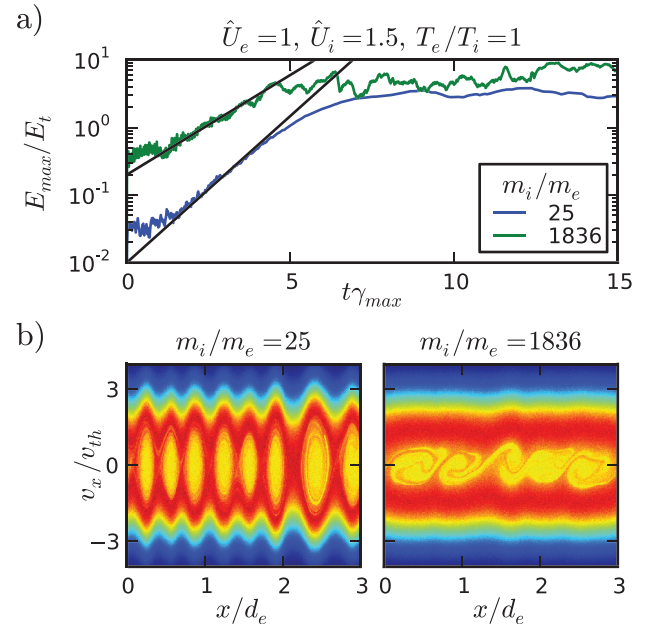 a)
Û_e = 1, Û_i = 1.5, T_e/T_i = 1
E_max/E_t
10^1
10^0
10^-1
10^-2
m_i/m_e
25
1836
0 5 10 15
tγ_max
b)
m_i/m_e = 25 m_i/m_e = 1836
v_x/v_th
3
0
−3
0 1 2 3 0 1 2 3
x/d_e x/d_e